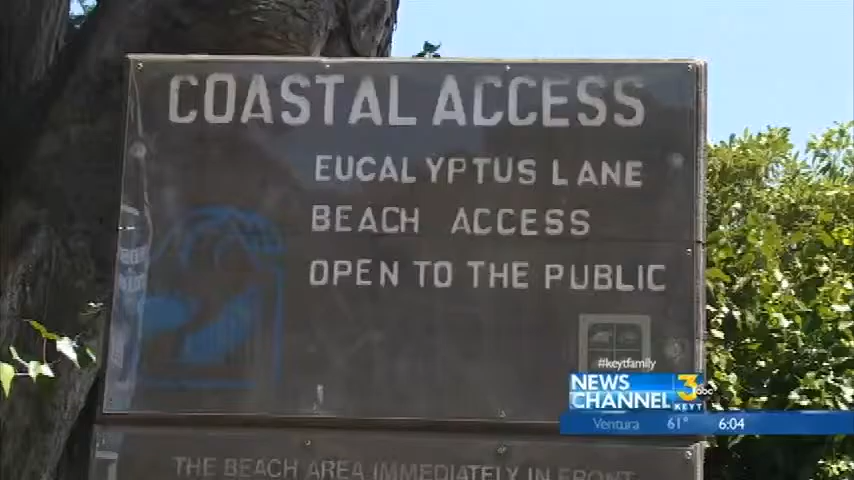 COASTAL ACCESS
EUCALYPTUS LANE
BEACH ACCESS
OPEN TO THE PUBLIC
#keytfamily
NEWS CHANNEL 3 abc
KEYT
Ventura 61° 6:04
THE BEACH AREA IMMEDIATELY IN FRONT